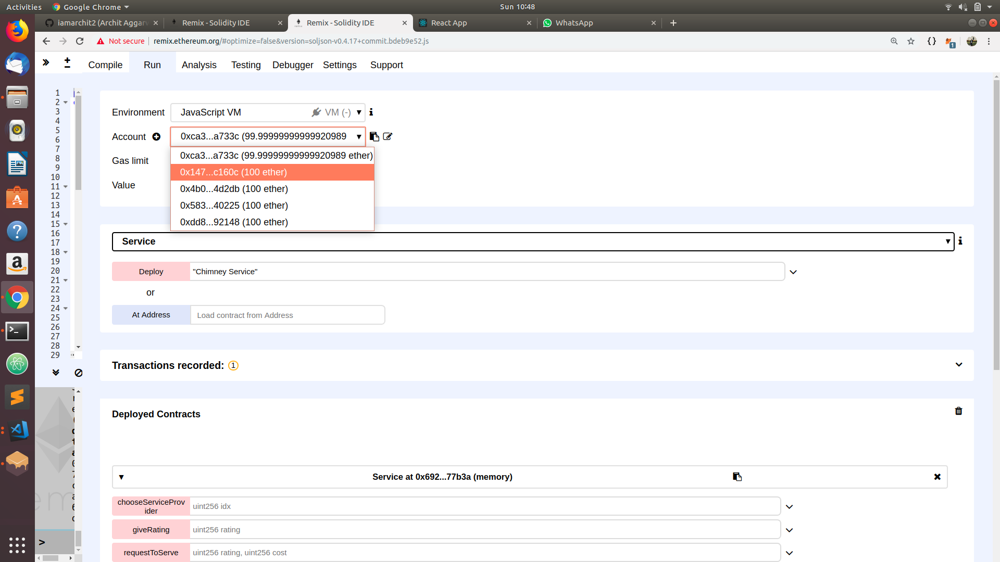 Activities
Google Chrome
Sun 10:48
iamarchit2 (Archit Aggarw
Remix - Solidity IDE
Remix - Solidity IDE
React App
WhatsApp
Not secure
remix.ethereum.org/#optimize=false&version=soljson-v0.4.17+commit.bdeb9e52.js
1
Compile
Run
Analysis
Testing
Debugger
Settings
Support
1
2
3
4
5
6
7
8
9
10
11
12
13
14
15
16
17
18
19
20
21
22
23
24
25
26
27
28
29
Environment
JavaScript VM
VM (-)
Account
0xca3...a733c (99.99999999999920989
0xca3...a733c (99.99999999999920989 ether)
0x147...c160c (100 ether)
0x4b0...4d2db (100 ether)
0x583...40225 (100 ether)
0xdd8...92148 (100 ether)
Gas limit
Value
Service
Deploy
"Chimney Service"
or
At Address
Load contract from Address
Transactions recorded:
1
Deployed Contracts
Service at 0x692...77b3a (memory)
chooseServiceProv
ider
uint256 idx
giveRating
uint256 rating
requestToServe
uint256 rating, uint256 cost
>